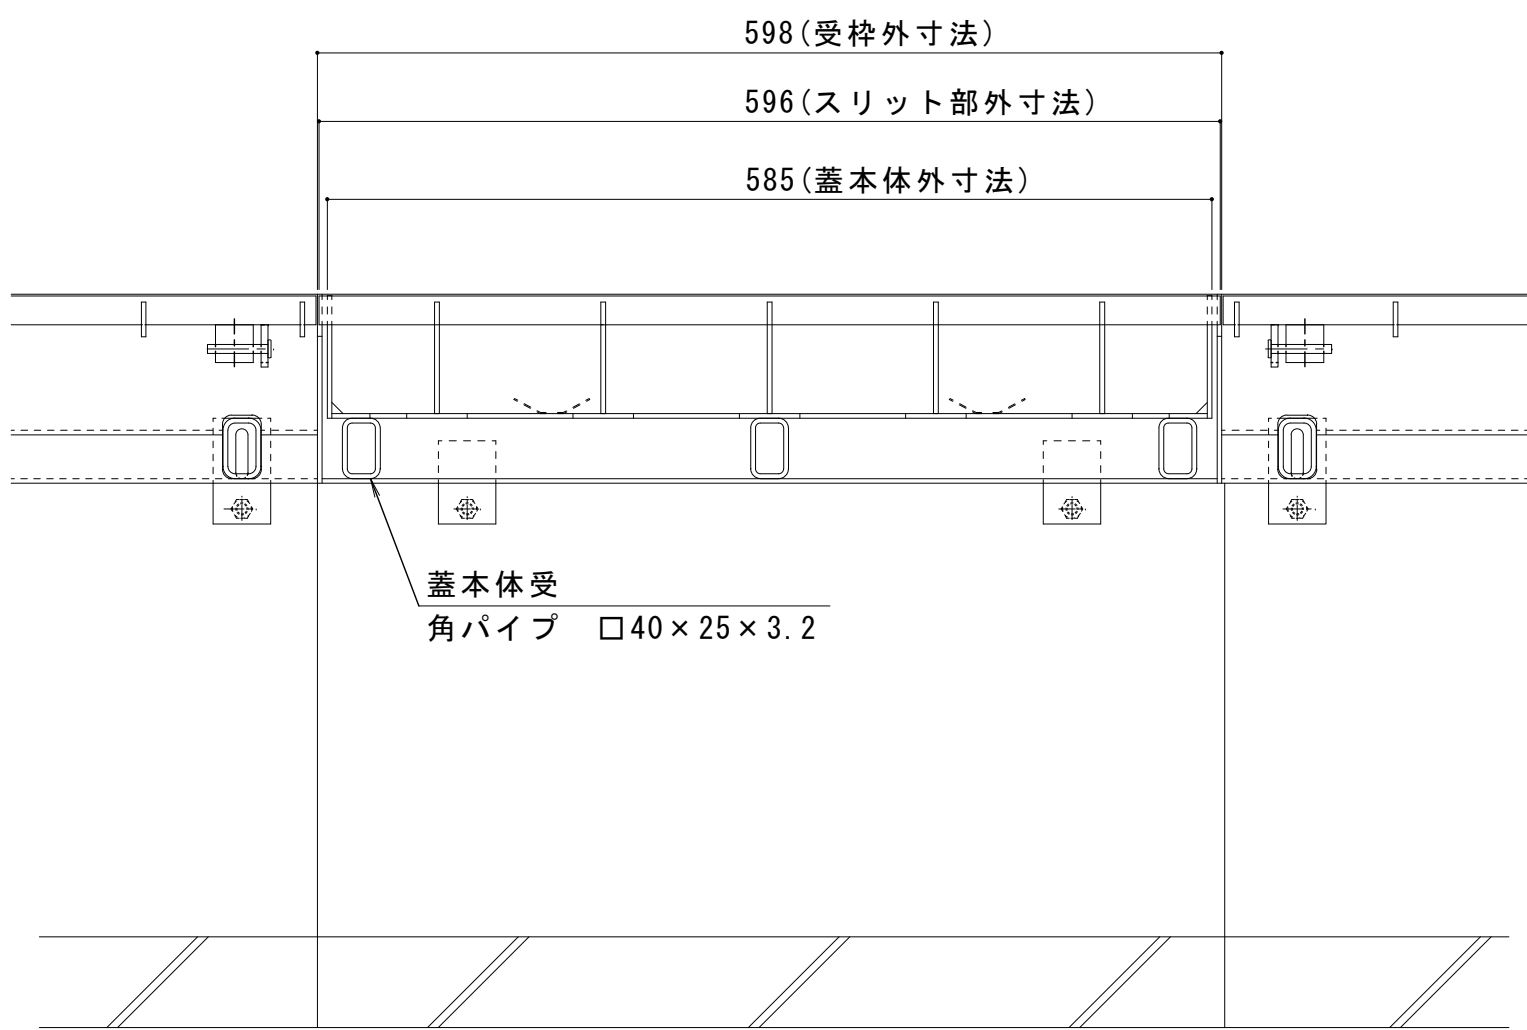 598(受枠外寸法)
596(スリット部外寸法)
585(蓋本体外寸法)
蓋本体受
角パイプ　□40×25×3.2